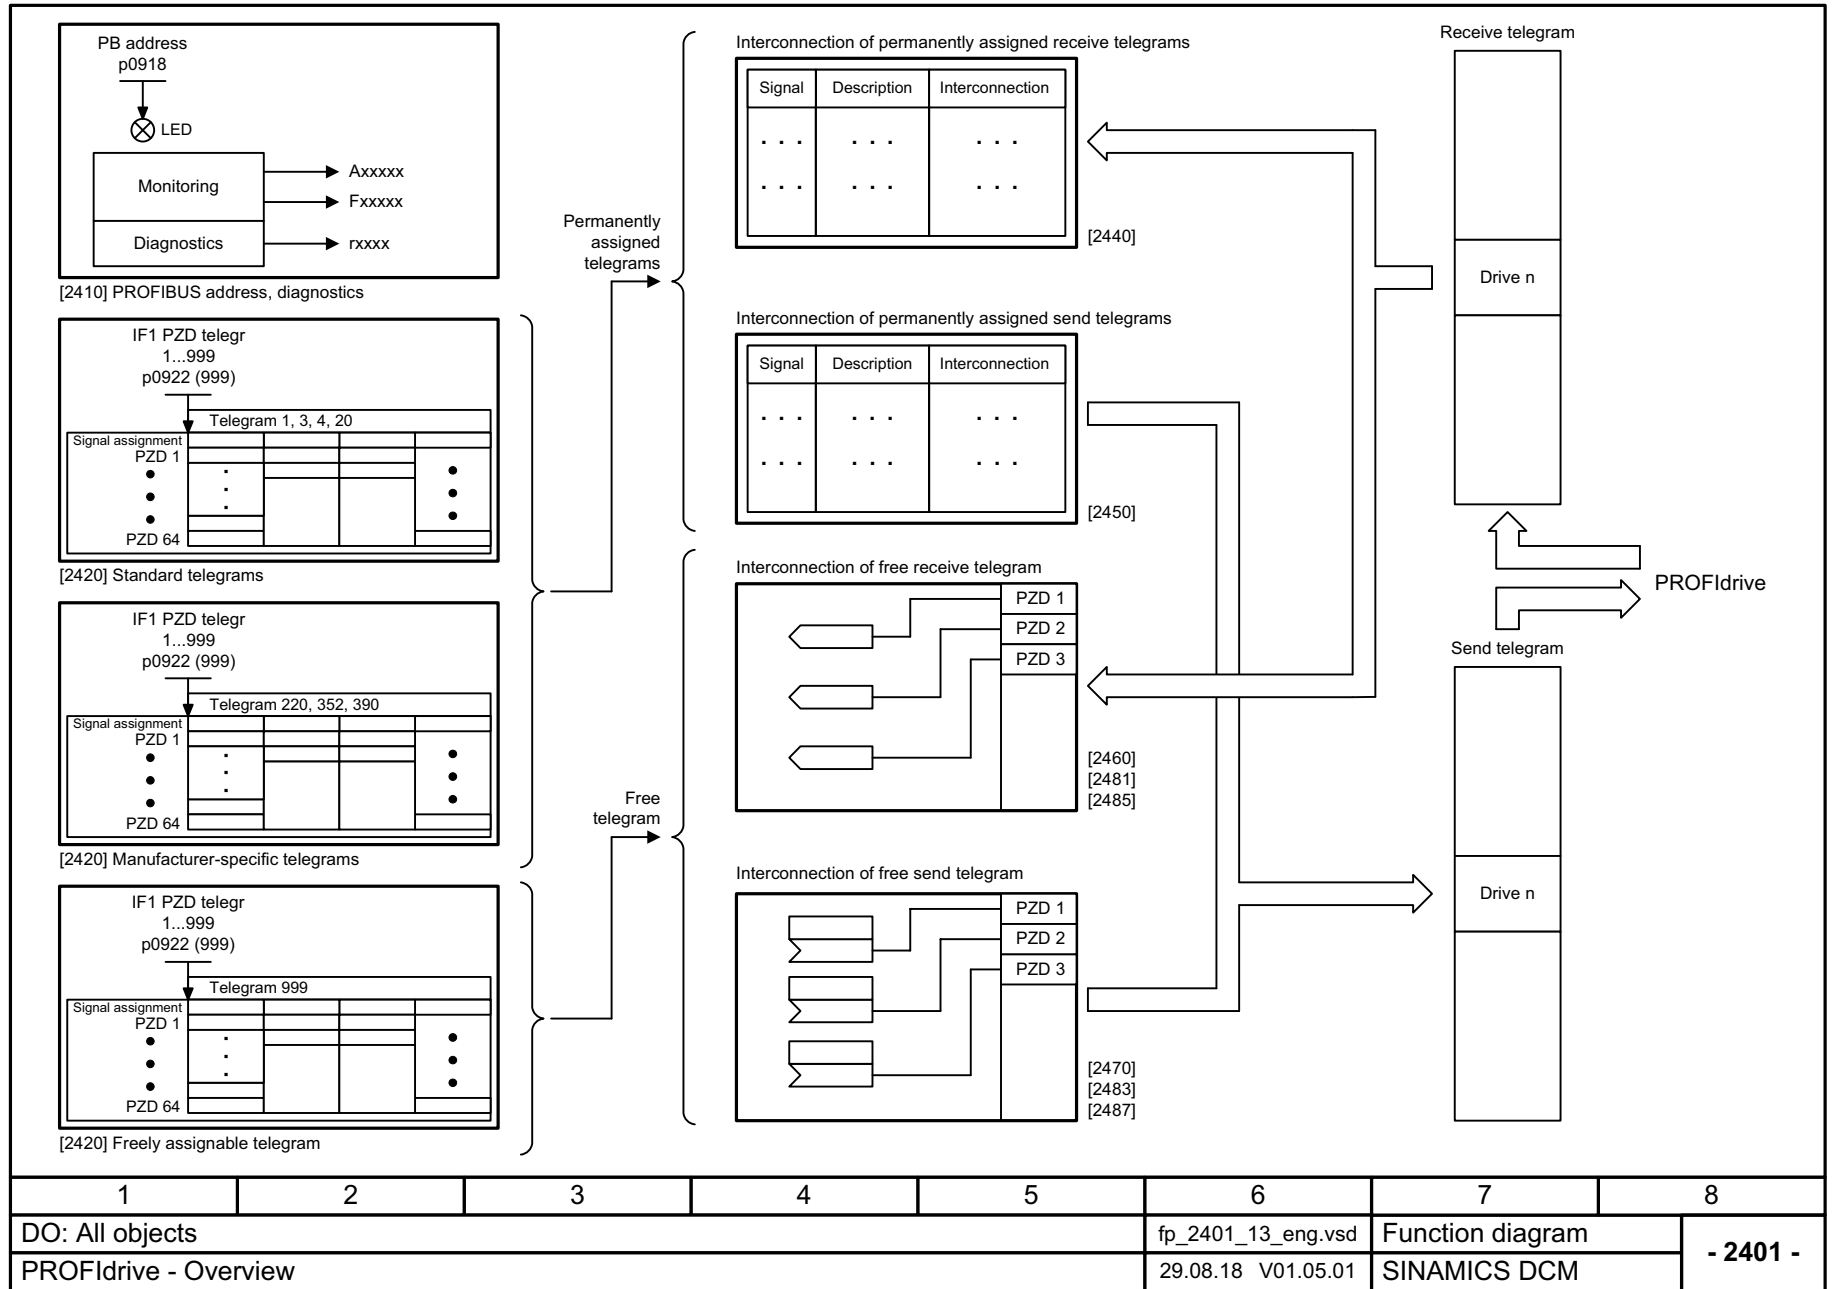 PB address
p0918
LED
Monitoring
Diagnostics
Axxxxx
Fxxxxx
rxxxx
[2410] PROFIBUS address, diagnostics
IF1 PZD telegr
1...999
p0922 (999)
Telegram 1, 3, 4, 20
Signal assignment
PZD 1
PZD 64
[2420] Standard telegrams
IF1 PZD telegr
1...999
p0922 (999)
Telegram 220, 352, 390
Signal assignment
PZD 1
PZD 64
[2420] Manufacturer-specific telegrams
IF1 PZD telegr
1...999
p0922 (999)
Telegram 999
Signal assignment
PZD 1
PZD 64
[2420] Freely assignable telegram
Permanently
assigned
telegrams
Free
telegram
Interconnection of permanently assigned receive telegrams
Signal Description Interconnection
. . . . . . . . .
. . . . . . . . .
[2440]
Interconnection of permanently assigned send telegrams
Signal Description Interconnection
. . . . . . . . .
. . . . . . . . .
[2450]
Interconnection of free receive telegram
PZD 1
PZD 2
PZD 3
[2460]
[2481]
[2485]
Interconnection of free send telegram
PZD 1
PZD 2
PZD 3
[2470]
[2483]
[2487]
Receive telegram
Drive n
PROFIdrive
Send telegram
Drive n
1 2 3 4 5 6 7 8
DO: All objects
fp_2401_13_eng.vsd
Function diagram
- 2401 -
PROFIdrive - Overview
29.08.18 V01.05.01
SINAMICS DCM